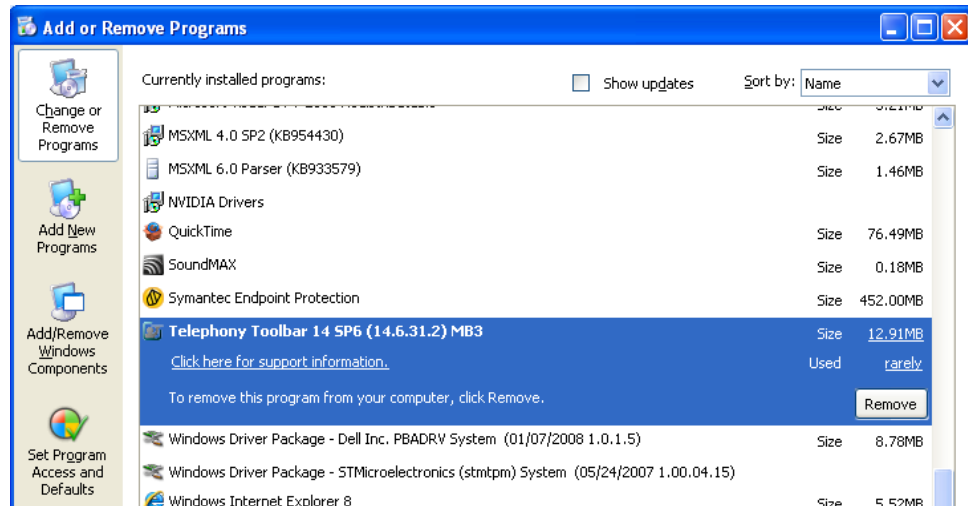 Add or Remove Programs
Currently installed programs:
Show updates
Sort by: Name
Change or
Remove
Programs
Size 3.21MB
MSXML 4.0 SP2 (KB954430) Size 2.67MB
MSXML 6.0 Parser (KB933579) Size 1.46MB
NVIDIA Drivers
Add New
Programs
QuickTime Size 76.49MB
SoundMAX Size 0.18MB
Symantec Endpoint Protection Size 452.00MB
Add/Remove
Windows
Components
Telephony Toolbar 14 SP6 (14.6.31.2) MB3 Size 12.91MB
Click here for support information. Used rarely
To remove this program from your computer, click Remove.
Remove
Set Program
Access and
Defaults
Windows Driver Package - Dell Inc. PBADRV System (01/07/2008 1.0.1.5) Size 8.78MB
Windows Driver Package - STMicroelectronics (stmtpm) System (05/24/2007 1.00.04.15)
Windows Internet Explorer 8 Size 5.52MB